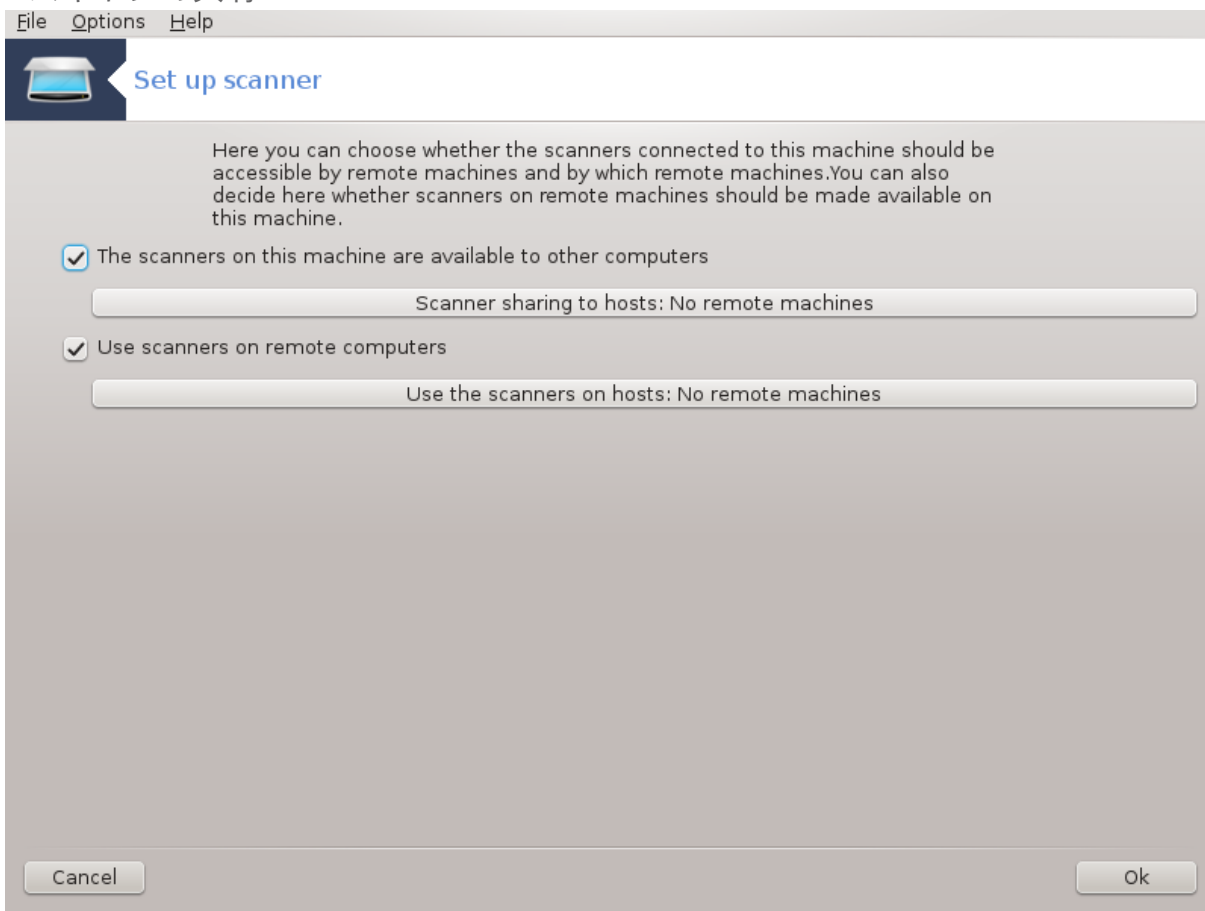 File Options Help
Set up scanner
Here you can choose whether the scanners connected to this machine should be
accessible by remote machines and by which remote machines.You can also
decide here whether scanners on remote machines should be made available on
this machine.
The scanners on this machine are available to other computers
Scanner sharing to hosts: No remote machines
Use scanners on remote computers
Use the scanners on hosts: No remote machines
Cancel
Ok